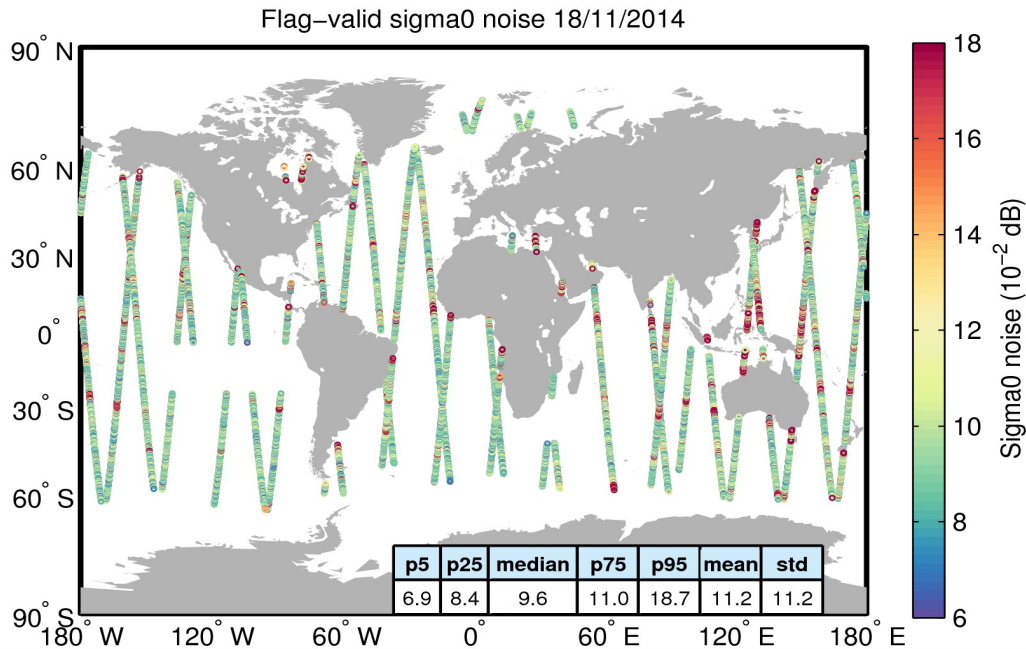 Flag−valid sigma0 noise 18/11/2014
90° N
60° N
30° N
0°
30° S
60° S
90° S
180° W
120° W
60° W
0°
60° E
120° E
180° E
p5 p25 median p75 p95 mean std
6.9 8.4 9.6 11.0 18.7 11.2 11.2
18
16
14
12
10
8
6
Sigma0 noise (10⁻² dB)